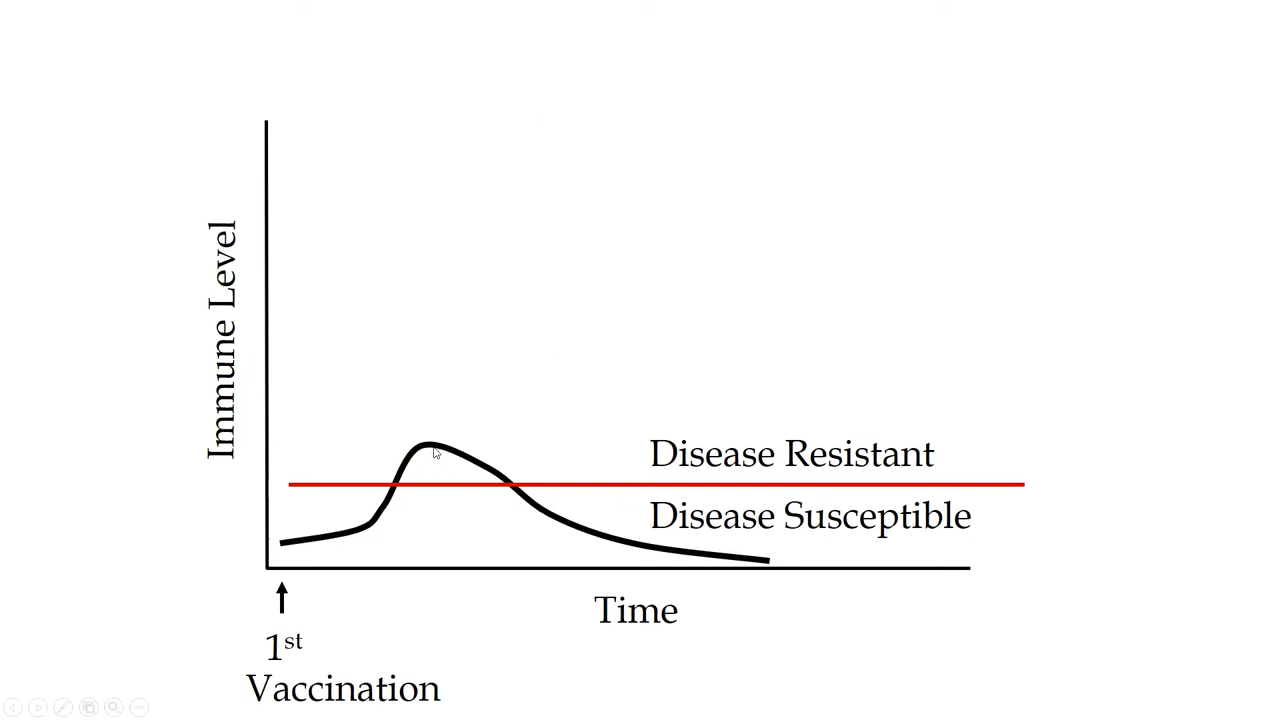 Immune Level
Disease Resistant
Disease Susceptible
Time
1st
Vaccination